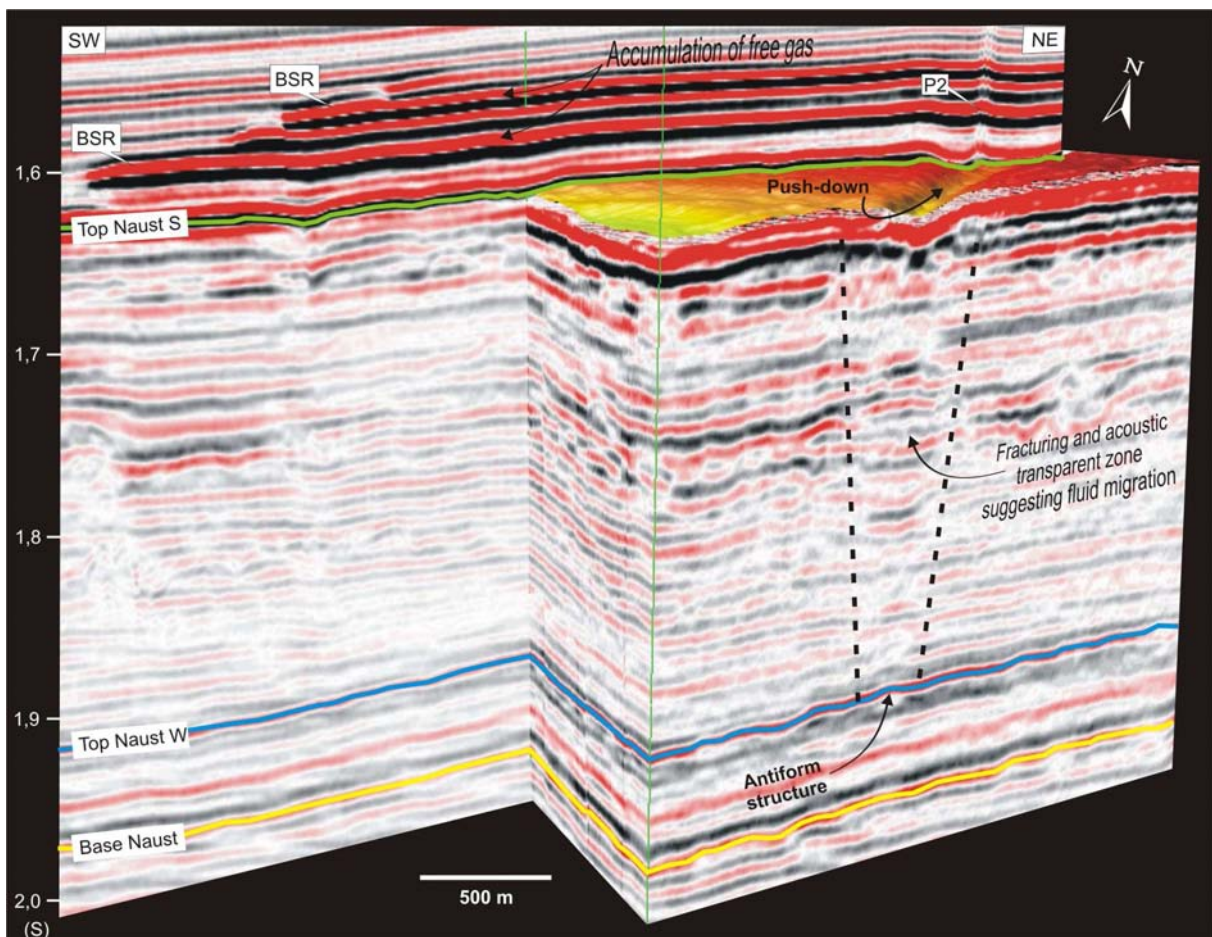 SW
NE
Accumulation of free gas
BSR
N
P2
BSR
1,6
Push-down
Top Naust S
1,7
Fracturing and acoustic
transparent zone
suggesting fluid migration
1,8
1,9
Top Naust W
Antiform
structure
Base Naust
500 m
2,0
(S)